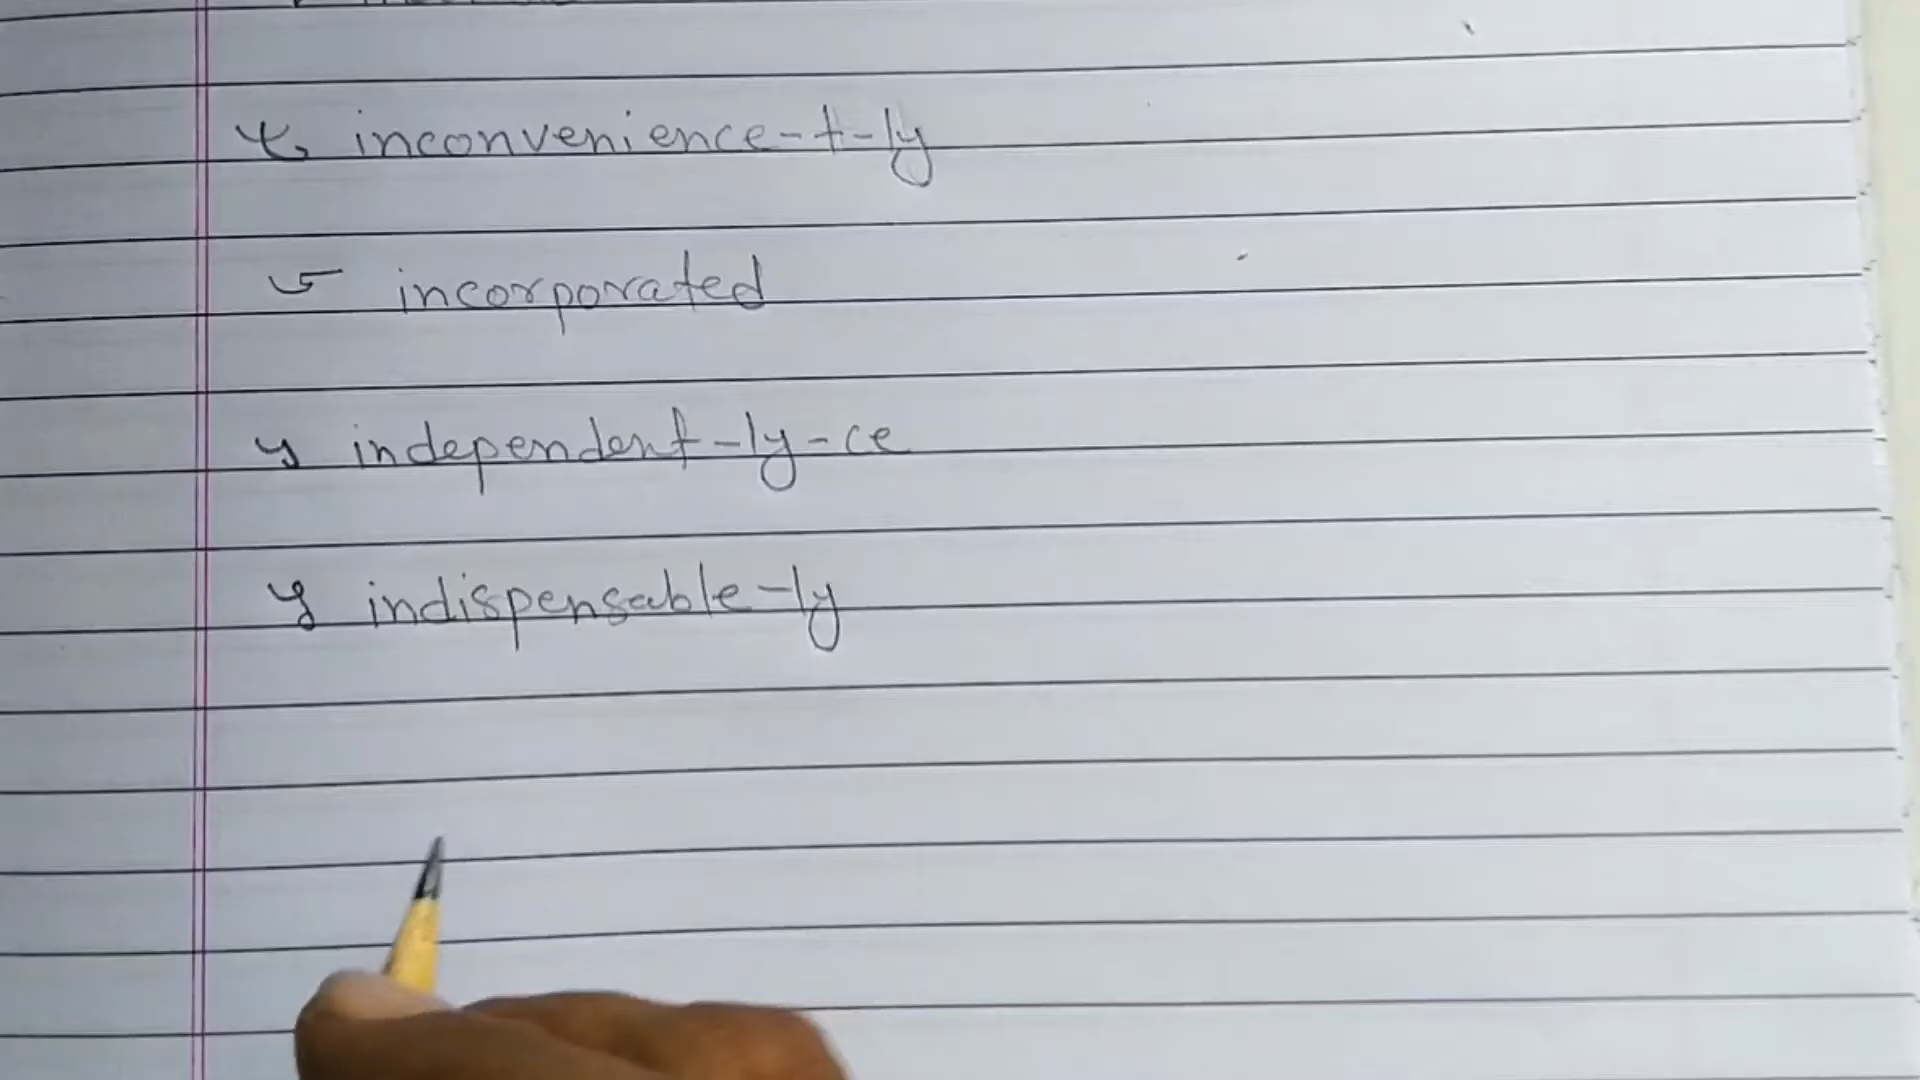 inconvenience-t-ly
incorporated
independent-ly-ce
indispensable-ly